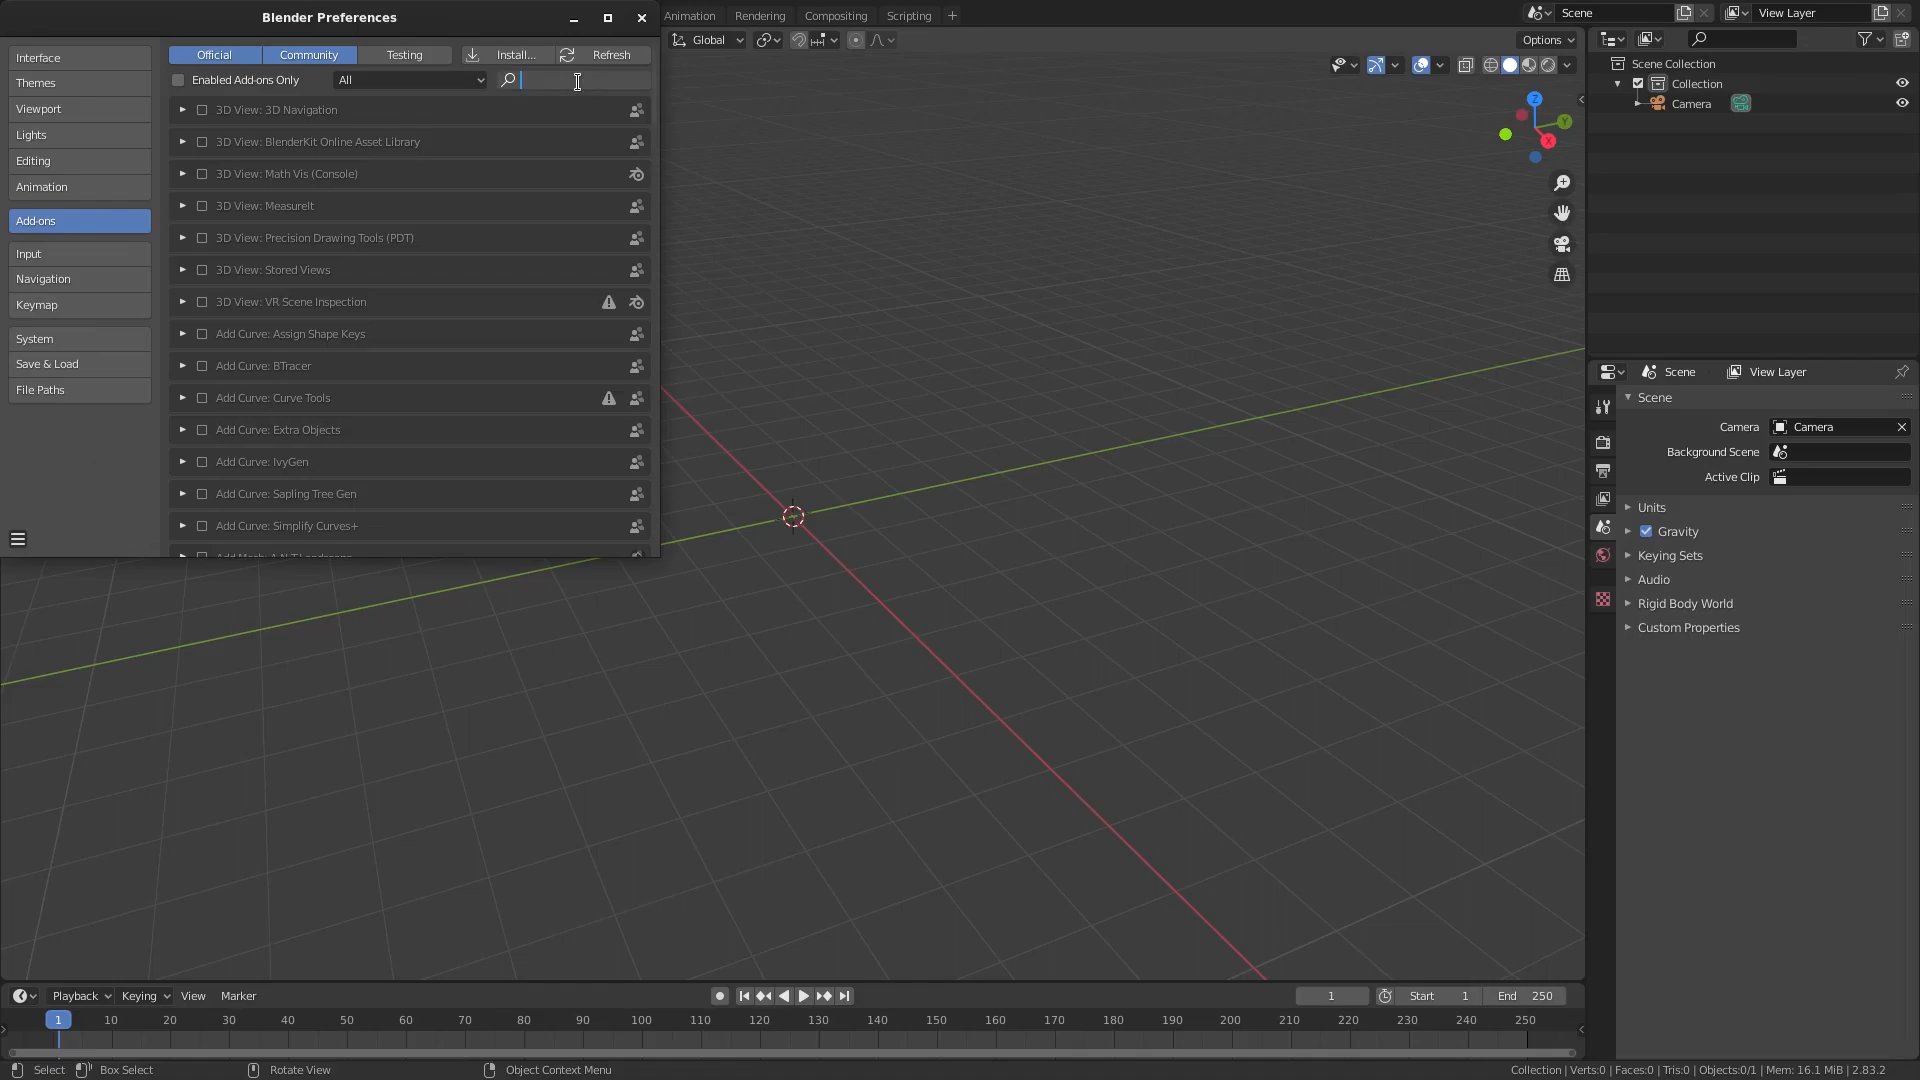 Blender Preferences
Animation Rendering Compositing Scripting
Scene View Layer
Interface
Themes
Viewport
Lights
Editing
Animation
Add-ons
Input
Navigation
Keymap
System
Save & Load
File Paths
Official Community Testing Install... Refresh
Enabled Add-ons Only All
3D View: 3D Navigation
3D View: BlenderKit Online Asset Library
3D View: Math Vis (Console)
3D View: MeasureIt
3D View: Precision Drawing Tools (PDT)
3D View: Stored Views
3D View: VR Scene Inspection
Add Curve: Assign Shape Keys
Add Curve: BTracer
Add Curve: Curve Tools
Add Curve: Extra Objects
Add Curve: IvyGen
Add Curve: Sapling Tree Gen
Add Curve: Simplify Curves+
Global
Options
Z
Y
X
Scene Collection
Collection
Camera
Scene View Layer
Scene
Camera Camera
Background Scene
Active Clip
Units
Gravity
Keying Sets
Audio
Rigid Body World
Custom Properties
Playback Keying View Marker
1 Start 1 End 250
1 10 20 30 40 50 60 70 80 90 100 110 120 130 140 150 160 170 180 190 200 210 220 230 240 250
Select Box Select Rotate View Object Context Menu
Collection | Verts:0 | Faces:0 | Tris:0 | Objects:0/1 | Mem: 16.1 MiB | 2.83.2